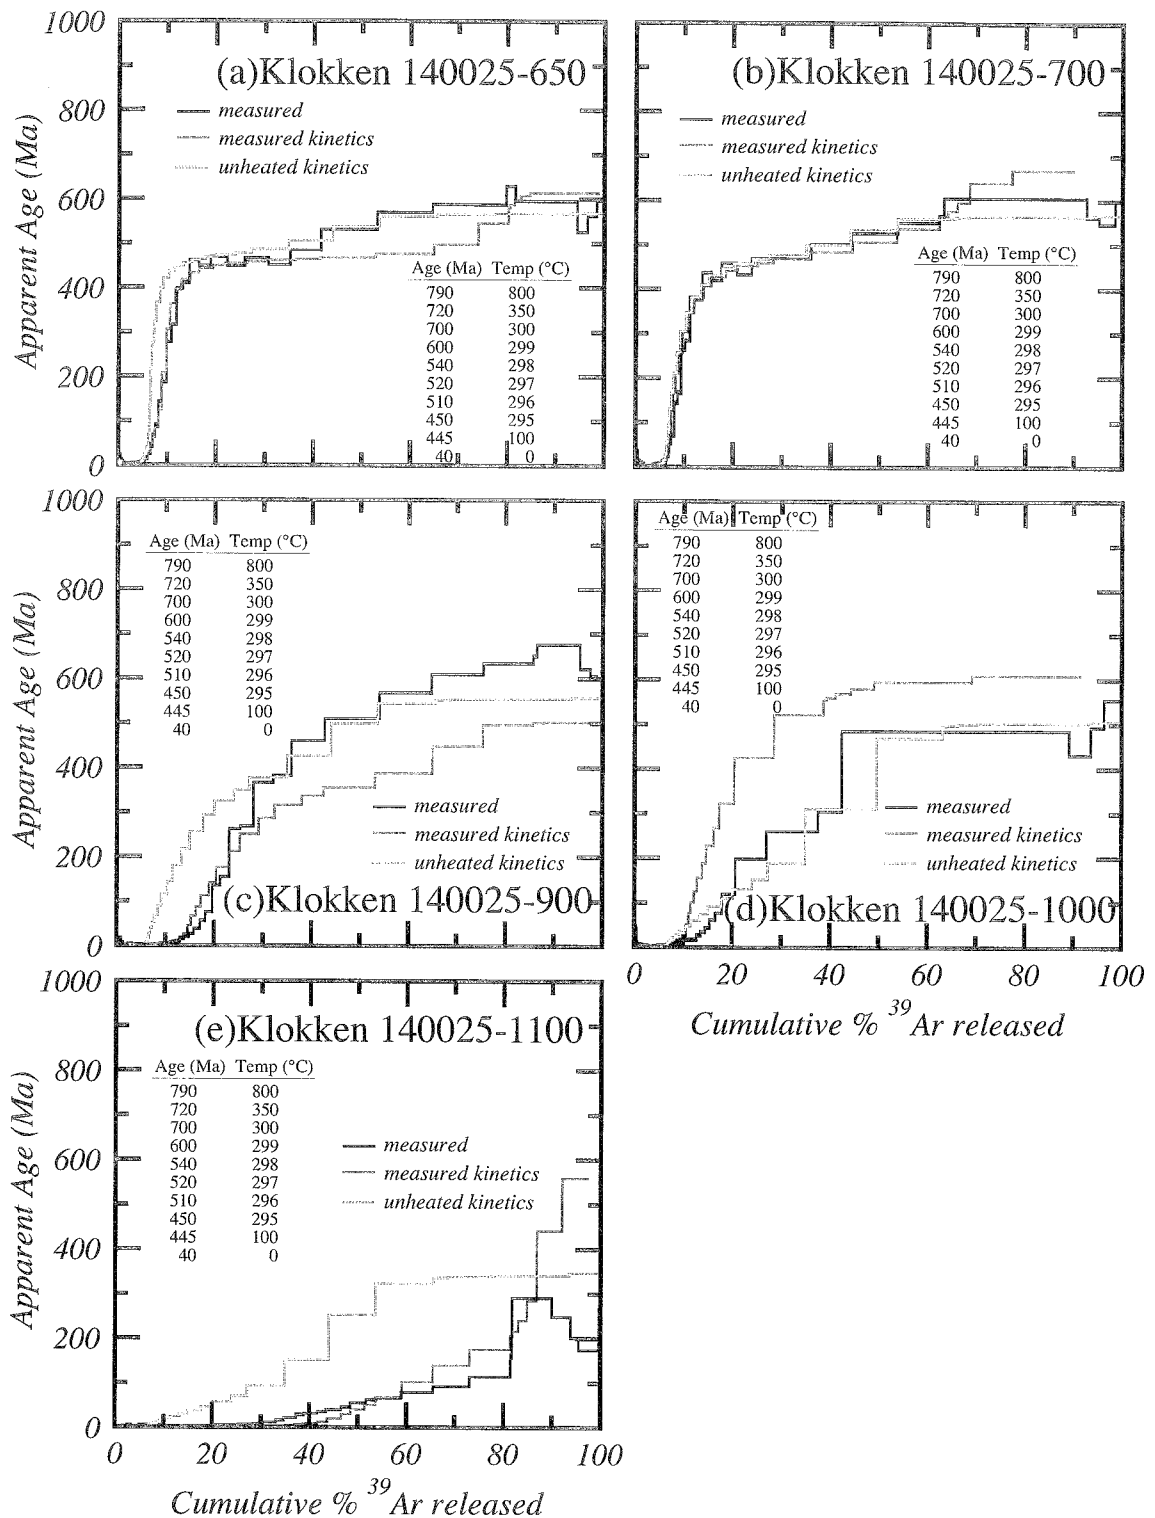 1000
800
600
400
200
0
Apparent Age (Ma)
(a)Klokken 140025-650
measured
measured kinetics
unheated kinetics
Age (Ma) Temp (°C)
790 800
720 350
700 300
600 299
540 298
520 297
510 296
450 295
445 100
40 0
(b)Klokken 140025-700
measured
measured kinetics
unheated kinetics
Age (Ma) Temp (°C)
790 800
720 350
700 300
600 299
540 298
520 297
510 296
450 295
445 100
40 0
1000
800
600
400
200
0
Apparent Age (Ma)
Age (Ma) Temp (°C)
790 800
720 350
700 300
600 299
540 298
520 297
510 296
450 295
445 100
40 0
measured
measured kinetics
unheated kinetics
(c)Klokken 140025-900
Age (Ma) Temp (°C)
790 800
720 350
700 300
600 299
540 298
520 297
510 296
450 295
445 100
40 0
measured
measured kinetics
unheated kinetics
(d)Klokken 140025-1000
0 20 40 60 80 100
Cumulative % 39Ar released
1000
800
600
400
200
0
Apparent Age (Ma)
(e)Klokken 140025-1100
Age (Ma) Temp (°C)
790 800
720 350
700 300
600 299
540 298
520 297
510 296
450 295
445 100
40 0
measured
measured kinetics
unheated kinetics
0 20 40 60 80 100
Cumulative % 39Ar released